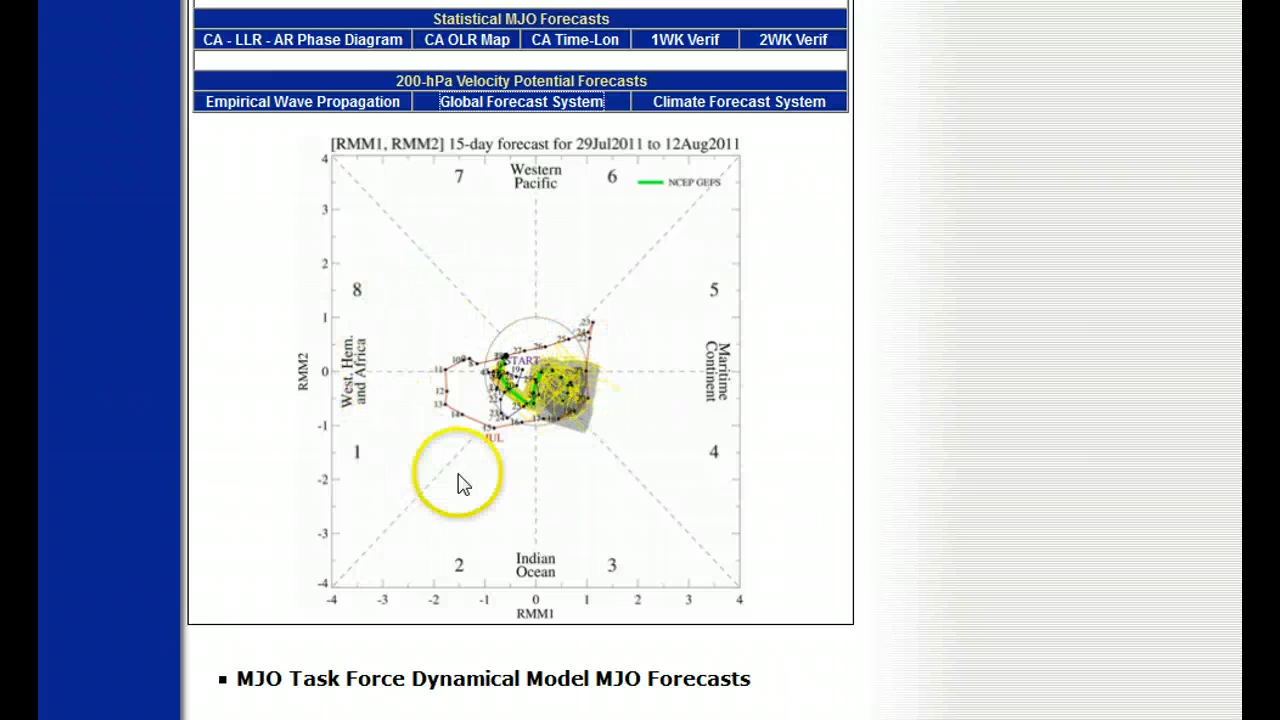 Statistical MJO Forecasts
CA - LLR - AR Phase Diagram CA OLR Map CA Time-Lon 1WK Verif 2WK Verif
200-hPa Velocity Potential Forecasts
Empirical Wave Propagation Global Forecast System Climate Forecast System
[RMM1, RMM2] 15-day forecast for 29Jul2011 to 12Aug2011
4
7 Western Pacific 6
NCEP GEFS
3
2
8 5
1
START
RMM2
0
West. Hem. and Africa
Maritime Continent
-1
JUL
1 4
-2
-3
2 Indian Ocean 3
-4
-4 -3 -2 -1 0 1 2 3 4
RMM1
MJO Task Force Dynamical Model MJO Forecasts